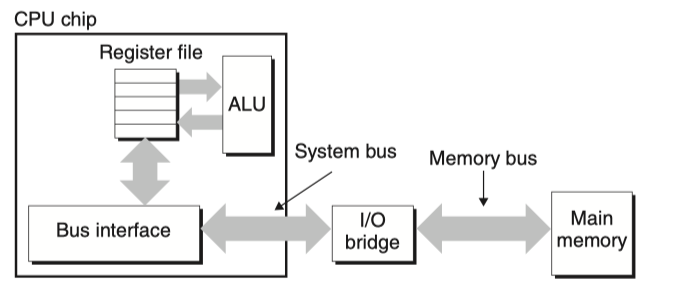 CPU chip
Register file
ALU
System bus
Memory bus
Bus interface
I/O
bridge
Main
memory